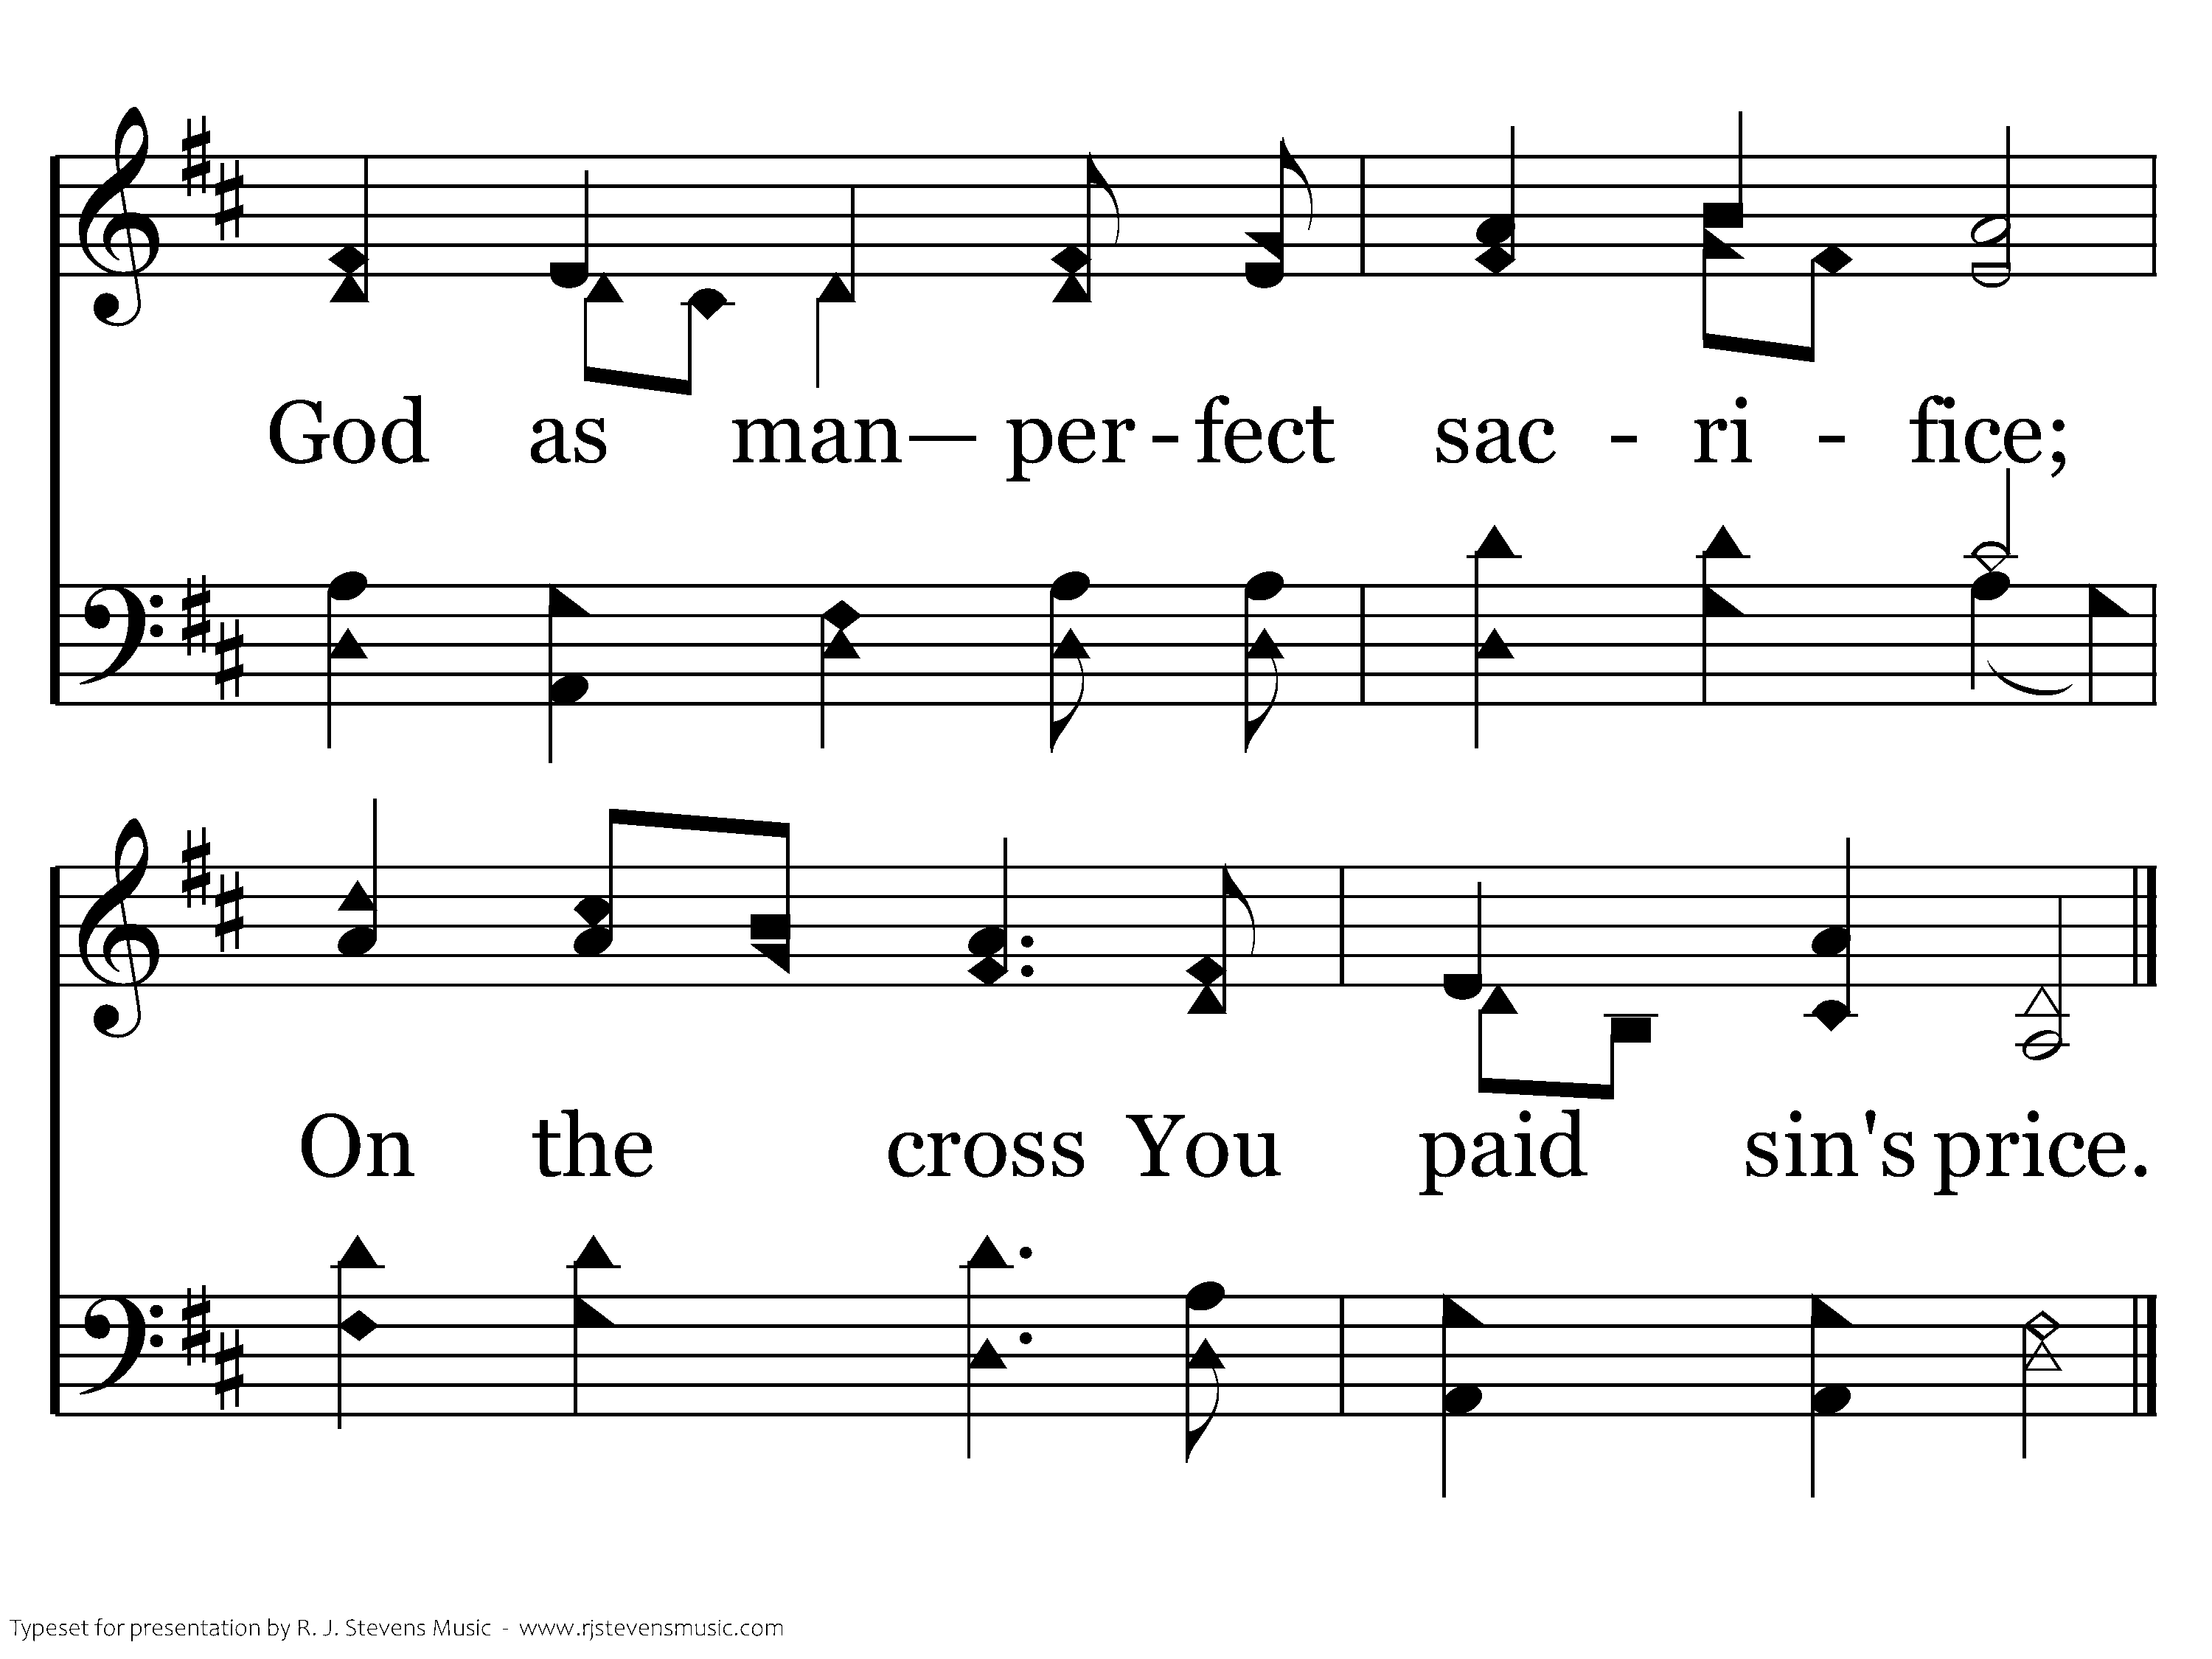 God as man— per - fect sac - ri - fice;
On the cross You paid sin's price.
Typeset for presentation by R. J. Stevens Music - www.rjstevensmusic.com